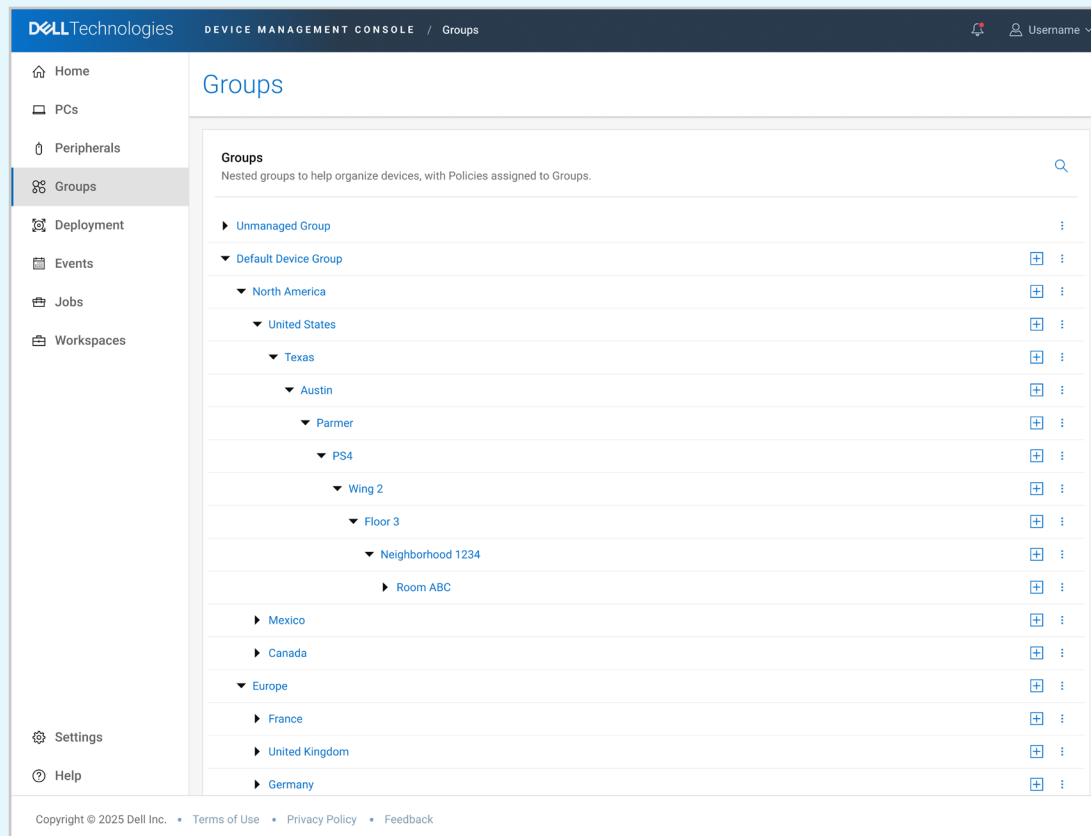 DELLTechnologies DEVICE MANAGEMENT CONSOLE / Groups Username
Home
PCs
Peripherals
Groups
Deployment
Events
Jobs
Workspaces
Settings
Help
Groups
Groups
Nested groups to help organize devices, with Policies assigned to Groups.
Unmanaged Group
Default Device Group
North America
United States
Texas
Austin
Parmer
PS4
Wing 2
Floor 3
Neighborhood 1234
Room ABC
Mexico
Canada
Europe
France
United Kingdom
Germany
Copyright © 2025 Dell Inc. • Terms of Use • Privacy Policy • Feedback